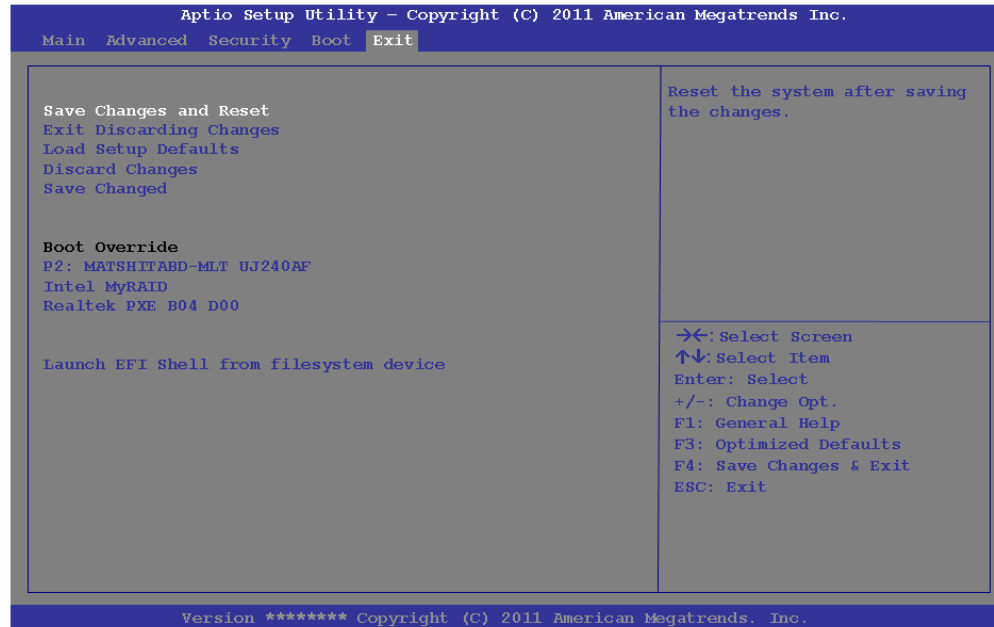 Aptio Setup Utility – Copyright (C) 2011 American Megatrends Inc.
Main Advanced Security Boot Exit
Save Changes and Reset
Exit Discarding Changes
Load Setup Defaults
Discard Changes
Save Changed
Boot Override
P2: MATSHITABD-MLT UJ240AF
Intel MyRAID
Realtek PXE B04 D00
Launch EFI Shell from filesystem device
Reset the system after saving
the changes.
→←: Select Screen
↑↓: Select Item
Enter: Select
+/-: Change Opt.
F1: General Help
F3: Optimized Defaults
F4: Save Changes & Exit
ESC: Exit
Version ******** Copyright (C) 2011 American Megatrends. Inc.